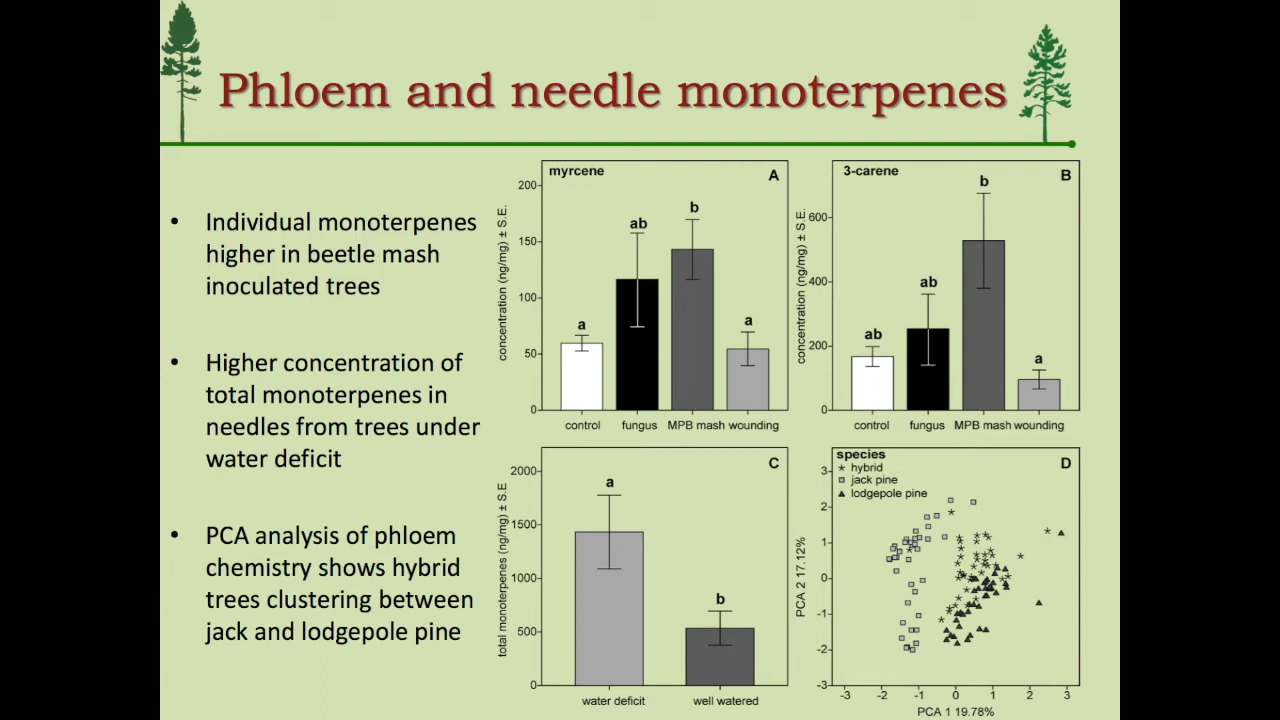 Phloem and needle monoterpenes
• Individual monoterpenes
higher in beetle mash
inoculated trees
• Higher concentration of
total monoterpenes in
needles from trees under
water deficit
• PCA analysis of phloem
chemistry shows hybrid
trees clustering between
jack and lodgepole pine
myrcene
A
concentration (ng/mg) ± S.E.
200
150
100
50
0
a
ab
b
a
control fungus MPB mash wounding
3-carene
B
concentration (ng/mg) ± S.E.
600
400
200
0
ab
ab
b
a
control fungus MPB mash wounding
C
total monoterpenes (ng/mg) ± S.E
2000
1500
1000
500
0
a
b
water deficit well watered
species
hybrid
jack pine
lodgepole pine
D
PCA 2 17.12%
3
2
1
0
-1
-2
-3
-3 -2 -1 0 1 2 3
PCA 1 19.78%